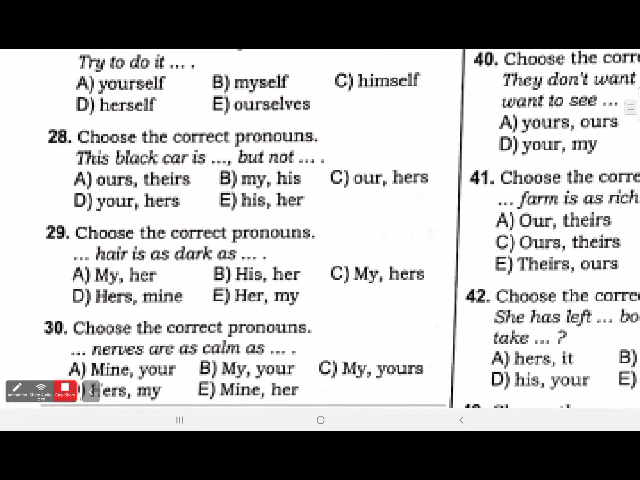 Try to do it ... .
A) yourself B) myself C) himself
D) herself E) ourselves
28. Choose the correct pronouns.
This black car is ..., but not ... .
A) ours, theirs B) my, his C) our, hers
D) your, hers E) his, her
29. Choose the correct pronouns.
... hair is as dark as ... .
A) My, her B) His, her C) My, hers
D) Hers, mine E) Her, my
30. Choose the correct pronouns.
... nerves are as calm as ... .
A) Mine, your B) My, your C) My, yours
ers, my E) Mine, her
40. Choose the corre
They don't want
want to see ...
A) yours, ours
D) your, my
41. Choose the corre
... farm is as rich
A) Our, theirs
C) Ours, theirs
E) Theirs, ours
42. Choose the corre
She has left ... bo
take ... ?
A) hers, it B)
D) his, your E)